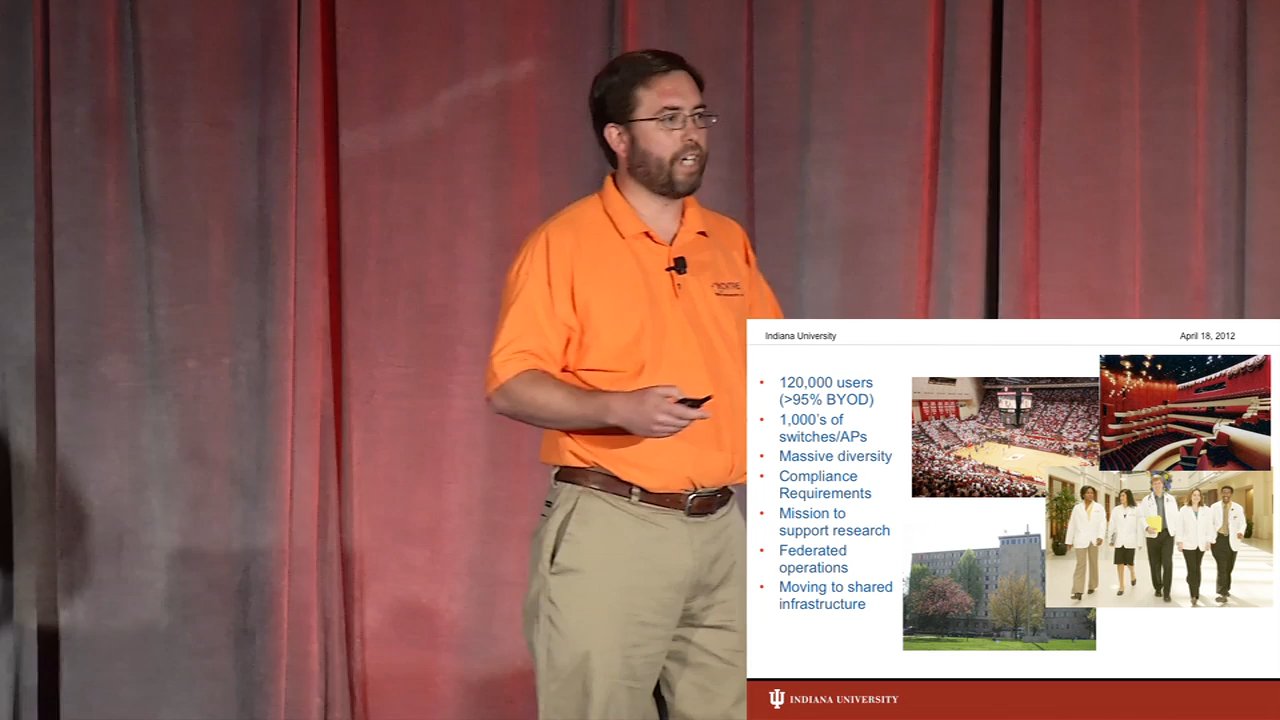 Indiana University
April 18, 2012
• 120,000 users
(>95% BYOD)
• 1,000's of
switches/APs
• Massive diversity
• Compliance
Requirements
• Mission to
support research
• Federated
operations
• Moving to shared
infrastructure
INDIANA UNIVERSITY